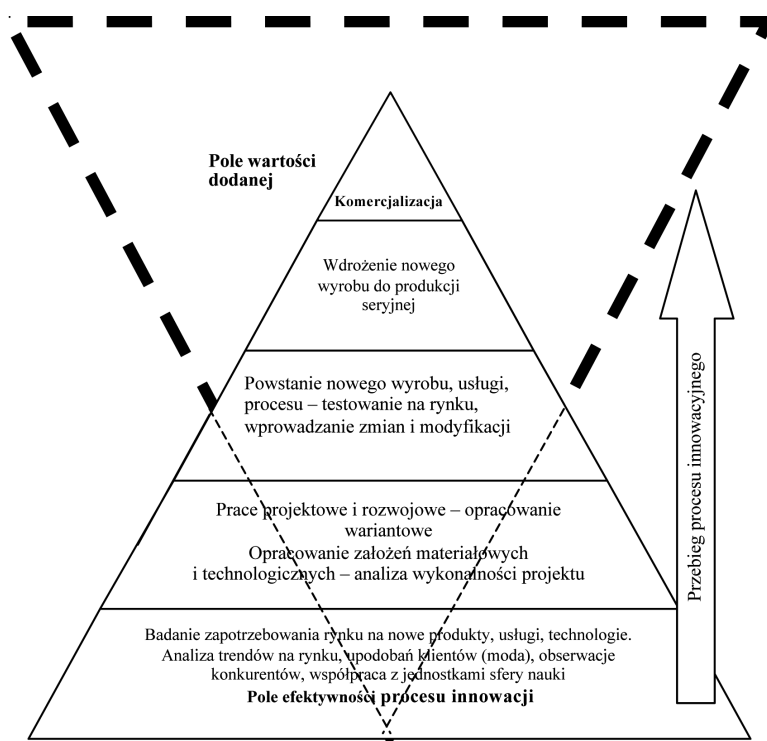 Pole wartości
dodanej
Komercjalizacja
Wdrożenie nowego
wyrobu do produkcji
seryjnej
Powstanie nowego wyrobu, usługi,
procesu – testowanie na rynku,
wprowadzanie zmian i modyfikacji
Prace projektowe i rozwojowe – opracowanie
wariantowe
Opracowanie założeń materiałowych
i technologicznych – analiza wykonalności projektu
Badanie zapotrzebowania rynku na nowe produkty, usługi, technologie.
Analiza trendów na rynku, upodobań klientów (moda), obserwacje
konkurentów, współpraca z jednostkami sfery nauki
Pole efektywności procesu innowacji
Przebieg procesu innowacyjnego